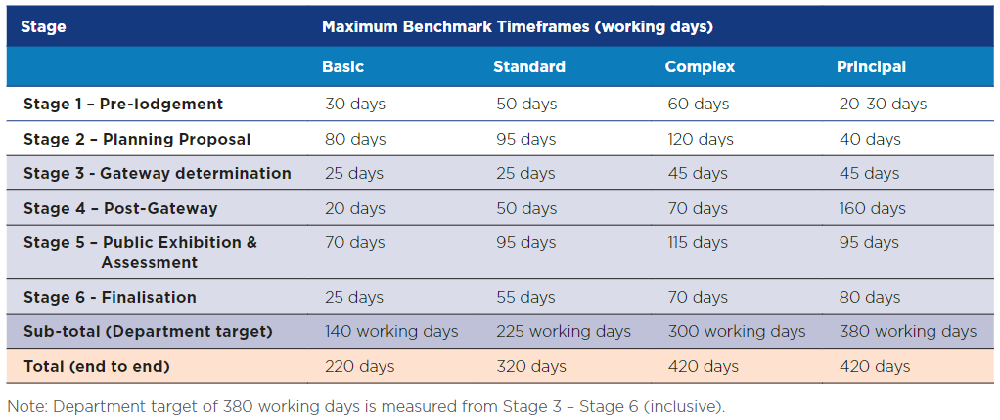 Stage Maximum Benchmark Timeframes (working days)
Basic Standard Complex Principal
Stage 1 – Pre-lodgement 30 days 50 days 60 days 20-30 days
Stage 2 – Planning Proposal 80 days 95 days 120 days 40 days
Stage 3 - Gateway determination 25 days 25 days 45 days 45 days
Stage 4 – Post-Gateway 20 days 50 days 70 days 160 days
Stage 5 – Public Exhibition & 70 days 95 days 115 days 95 days
Assessment
Stage 6 - Finalisation 25 days 55 days 70 days 80 days
Sub-total (Department target) 140 working days 225 working days 300 working days 380 working days
Total (end to end) 220 days 320 days 420 days 420 days
Note: Department target of 380 working days is measured from Stage 3 – Stage 6 (inclusive).